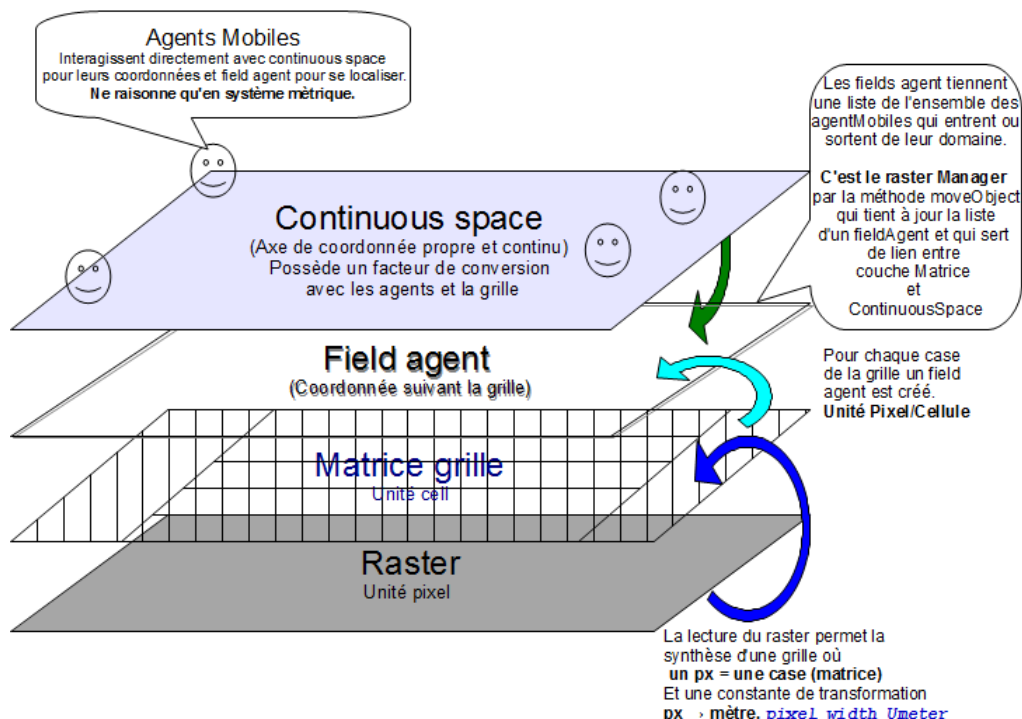 Agents Mobiles
Interagissent directement avec continuous space
pour leurs coordonnées et field agent pour se localiser.
Ne raisonne qu'en système mètrique.
Les fields agent tiennent
une liste de l'ensemble des
agentMobiles qui entrent ou
sortent de leur domaine.
C'est le raster Manager
par la méthode moveObject
qui tient à jour la liste
d'un fieldAgent et qui sert
de lien entre
couche Matrice
et
ContinuousSpace
Continuous space
(Axe de coordonnée propre et continu)
Possède un facteur de conversion
avec les agents et la grille
Field agent
(Coordonnée suivant la grille)
Pour chaque case
de la grille un field
agent est créé.
Unité Pixel/Cellule
Matrice grille
Unité cell
Raster
Unité pixel
La lecture du raster permet la
synthèse d'une grille où
un px = une case (matrice)
Et une constante de transformation
px → mètre. pixel width Umeter